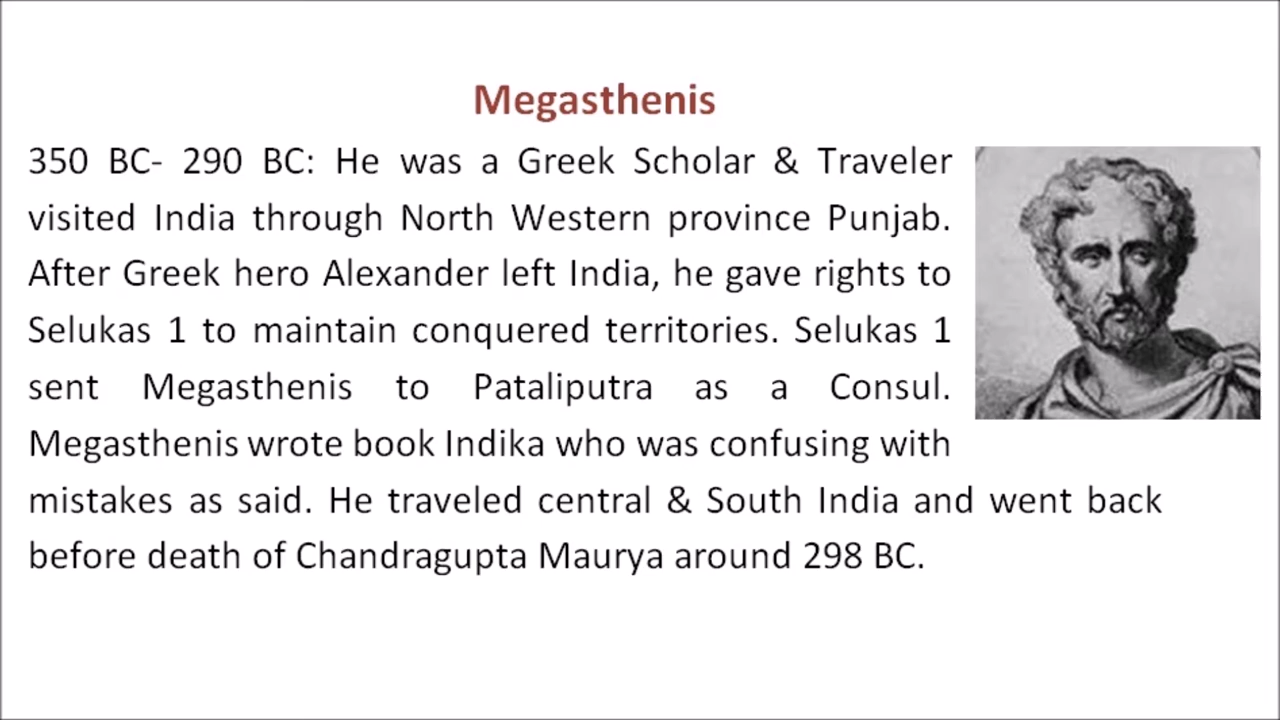 Megasthenis
350 BC- 290 BC: He was a Greek Scholar & Traveler
visited India through North Western province Punjab.
After Greek hero Alexander left India, he gave rights to
Selukas 1 to maintain conquered territories. Selukas 1
sent Megasthenis to Pataliputra as a Consul.
Megasthenis wrote book Indika who was confusing with
mistakes as said. He traveled central & South India and went back
before death of Chandragupta Maurya around 298 BC.